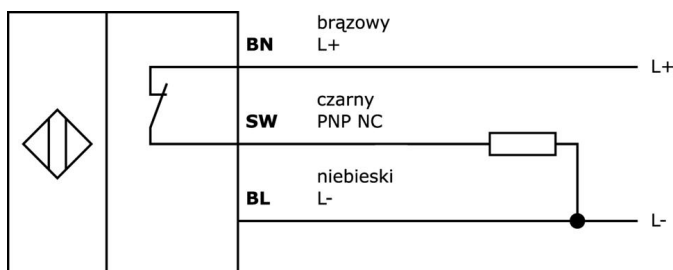 brązowy
BN L+
L+
czarny
SW PNP NC
niebieski
BL L-
L-